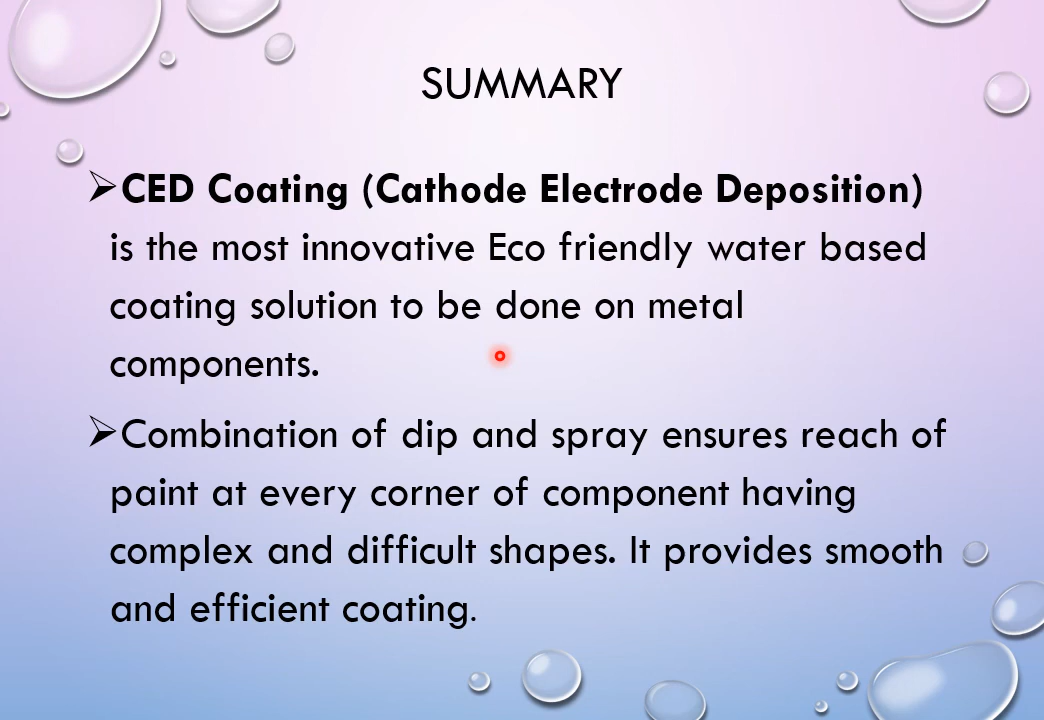 SUMMARY
➢CED Coating (Cathode Electrode Deposition)
is the most innovative Eco friendly water based
coating solution to be done on metal
components.
➢Combination of dip and spray ensures reach of
paint at every corner of component having
complex and difficult shapes. It provides smooth
and efficient coating.